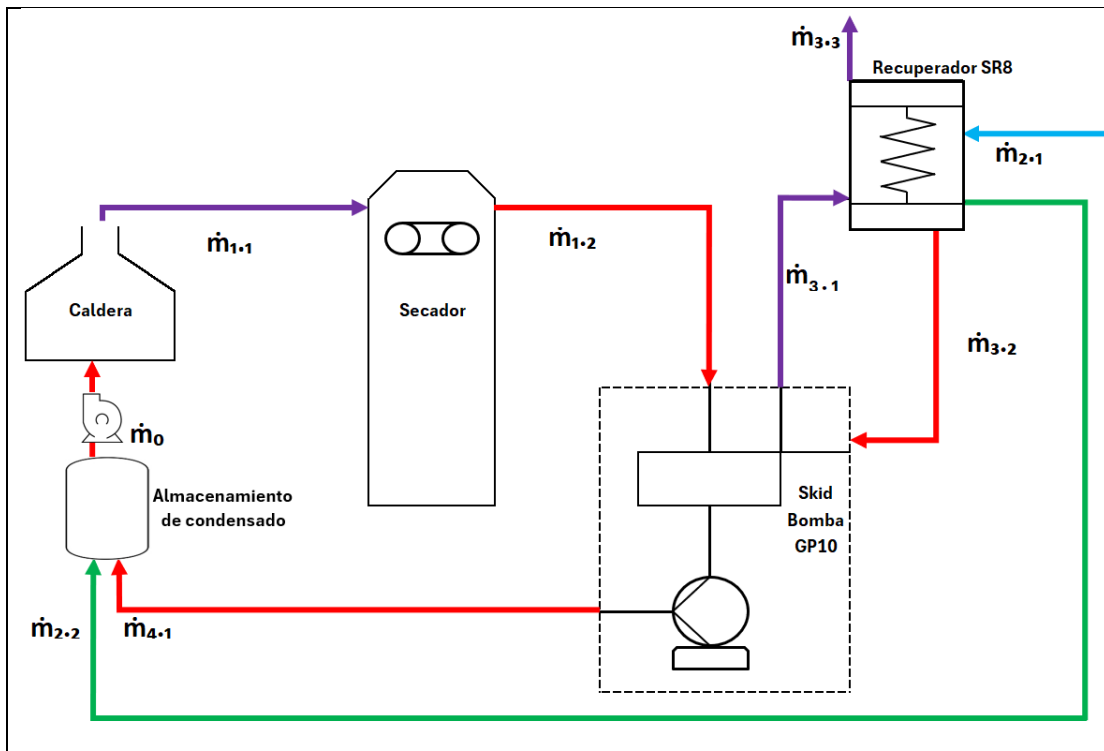 ṁ₃.₃
Recuperador SR8
ṁ₂.₁
ṁ₁.₁
ṁ₁.₂
ṁ₃.₁
Caldera
Secador
ṁ₃.₂
ṁ₀
Almacenamiento
de condensado
Skid
Bomba
GP10
ṁ₂.₂
ṁ₄.₁